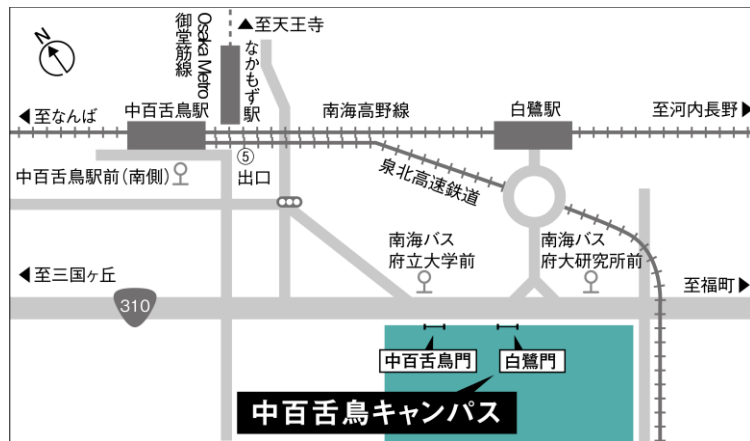 N
Osaka Metro
御堂筋線
なかもず駅
▲至天王寺
◀至なんば
中百舌鳥駅
南海高野線
白鷺駅
至河内長野▶
中百舌鳥駅前(南側)
⑤
出口
泉北高速鉄道
南海バス
府立大学前
南海バス
府大研究所前
◀至三国ヶ丘
310
至福町▶
中百舌鳥門
白鷺門
中百舌鳥キャンパス